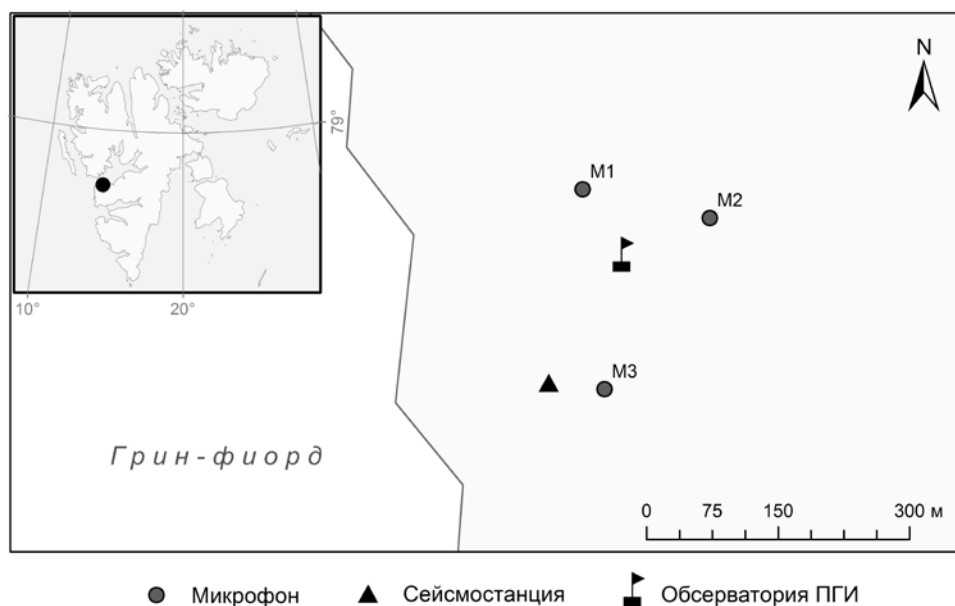 N
79°
M1
M2
M3
10°
20°
Грин-фиорд
0 75 150 300 м
Микрофон
Сейсмостанция
Обсерватория ПГИ